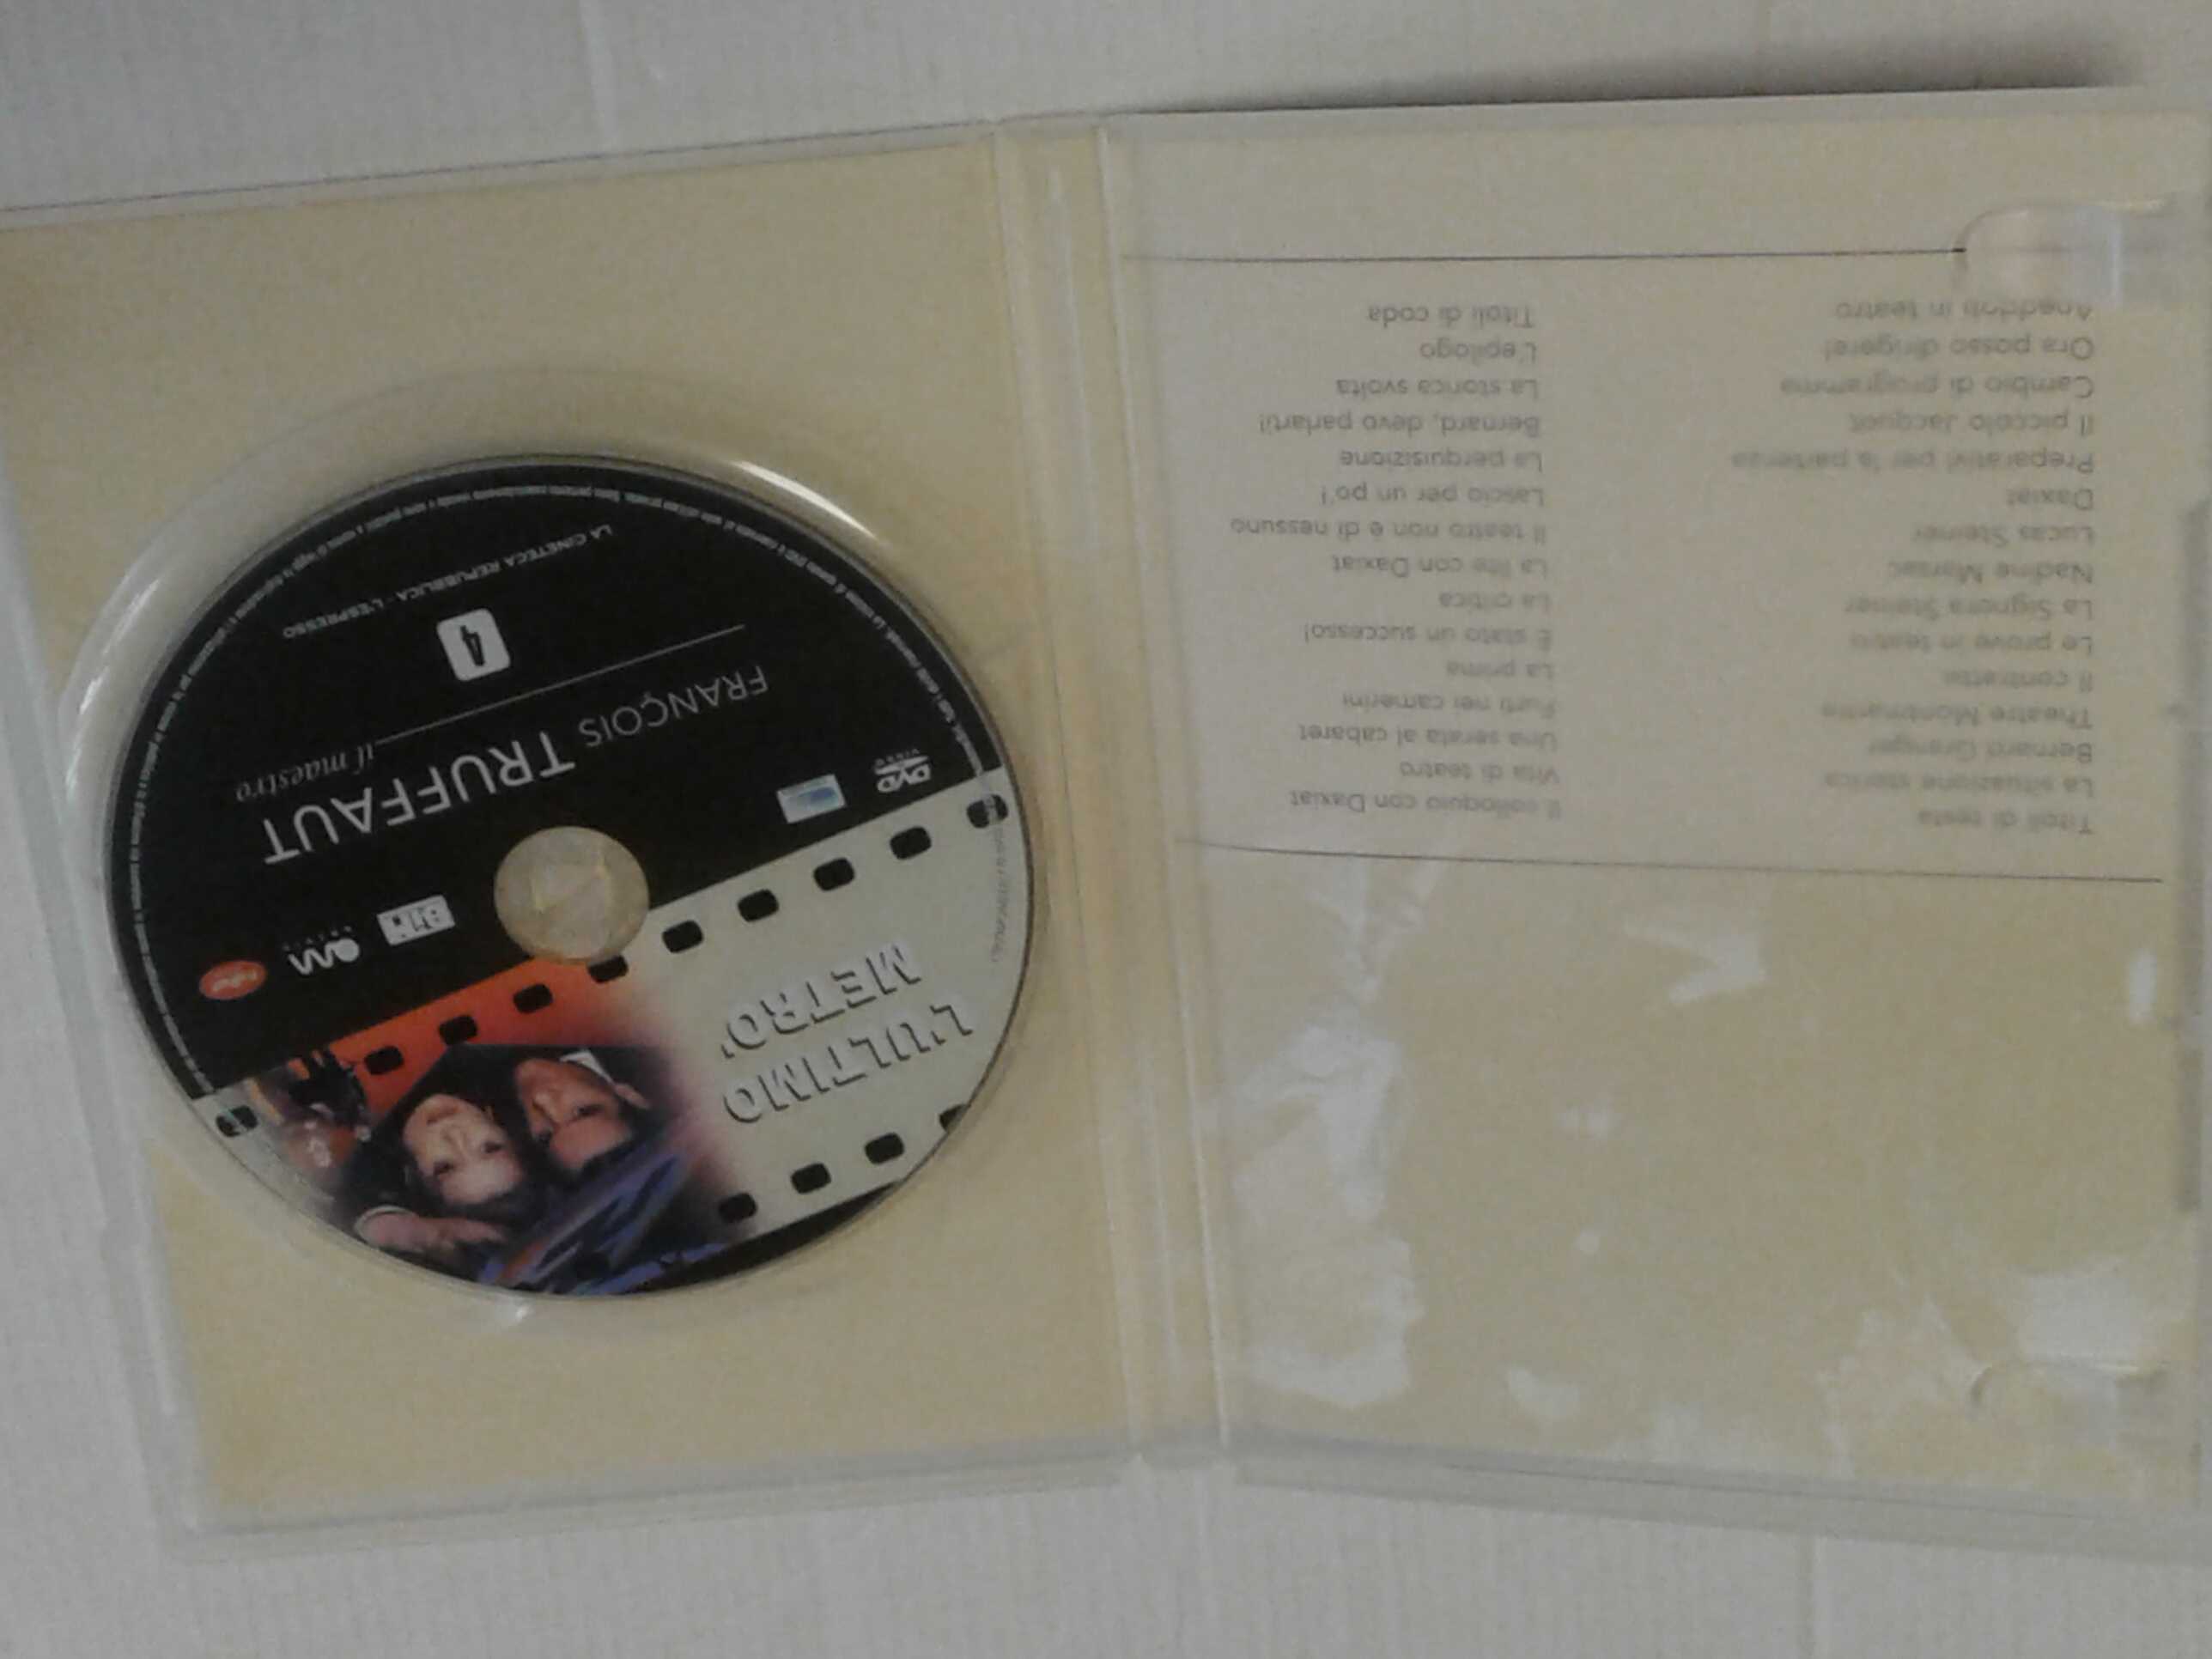 Titoli di testa
La situazione storica
Bernard Granger
Theatre Montmartre
Il contratto
Le prove in teatro
La Signora Steiner
Nadine Marsac
Lucas Steiner
Daxiat
Preparativi per la partenza
Il piccolo Jacquot
Cambio di programma
Ora posso dirigere!
Aneddoti in teatro
Il colloquio con Daxiat
Vita di teatro
Una serata al cabaret
Furti nei camerini
La prima
È stato un successo!
La critica
La lite con Daxiat
Il teatro non è di nessuno
Lascio per un po'!
La perquisizione
Bernard, devo parlarti!
La storica svolta
L'epilogo
Titoli di coda
L'ULTIMO
METRO'
DVD
VIDEO
BIM
TRUFFAUT
il maestro
FRANÇOIS
4
LA CINETECA REPUBBLICA - L'ESPRESSO